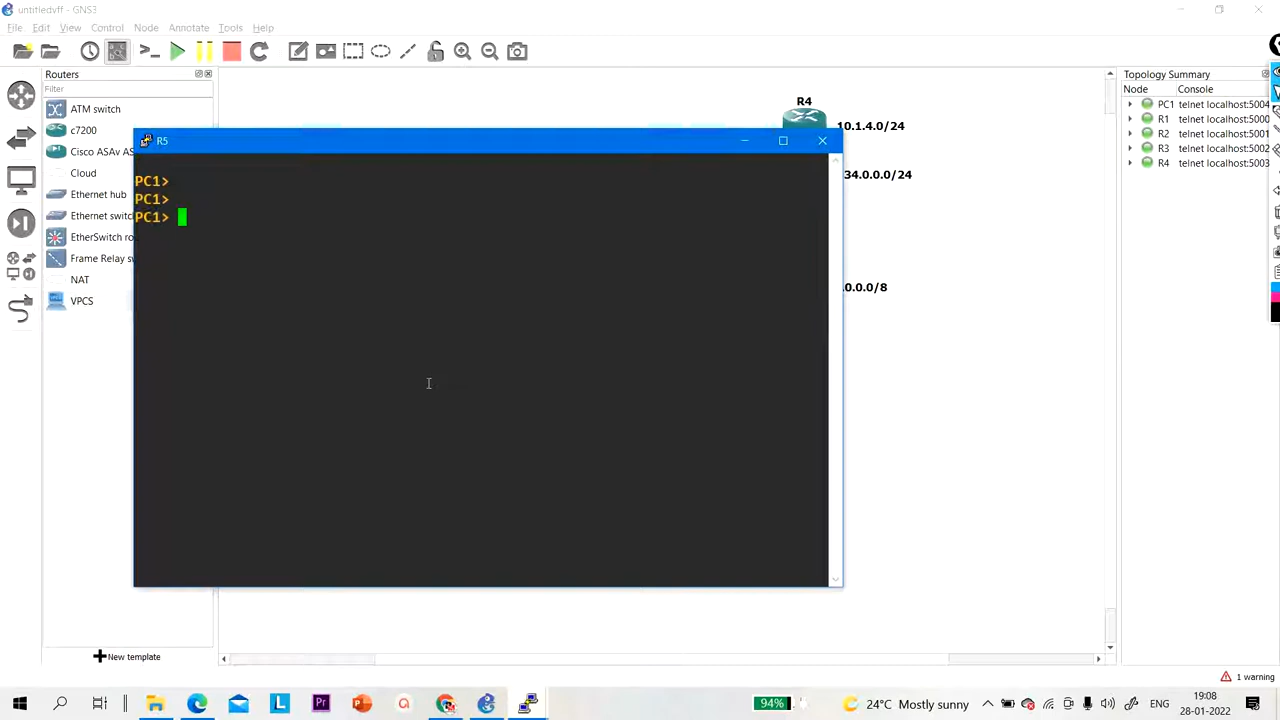 untitledvff - GNS3
File Edit View Control Node Annotate Tools Help
Routers
Filter
ATM switch
c7200
Cisco ASAv AS
Cloud
Ethernet hub
Ethernet switc
EtherSwitch ro
Frame Relay s
NAT
VPCS
New template
R4
10.1.4.0/24
34.0.0.0/24
.0.0.0/8
R5
PC1>
PC1>
PC1>
Topology Summary
Node Console
PC1 telnet localhost:5004
R1 telnet localhost:5000
R2 telnet localhost:5001
R3 telnet localhost:5002
R4 telnet localhost:5003
1 warning
94%
24°C Mostly sunny
ENG
19:08
28-01-2022